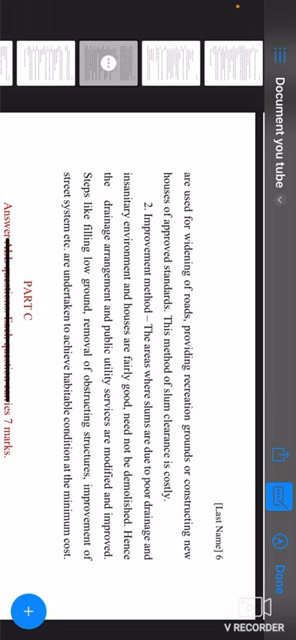 Document you tube
Done
[Last Name] 6
are used for widening of roads, providing recreation grounds or constructing new
houses of approved standards. This method of slum clearance is costly.
2. Improvement method – The areas where slums are due to poor drainage and
insanitary environment and houses are fairly good, need not be demolished. Hence
the drainage arrangement and public utility services are modified and improved.
Steps like filling low ground, removal of obstructing structures, improvement of
street system etc. are undertaken to achieve habitable condition at the minimum cost.
PART C
Answer questions. Each question carries 7 marks.
V RECORDER